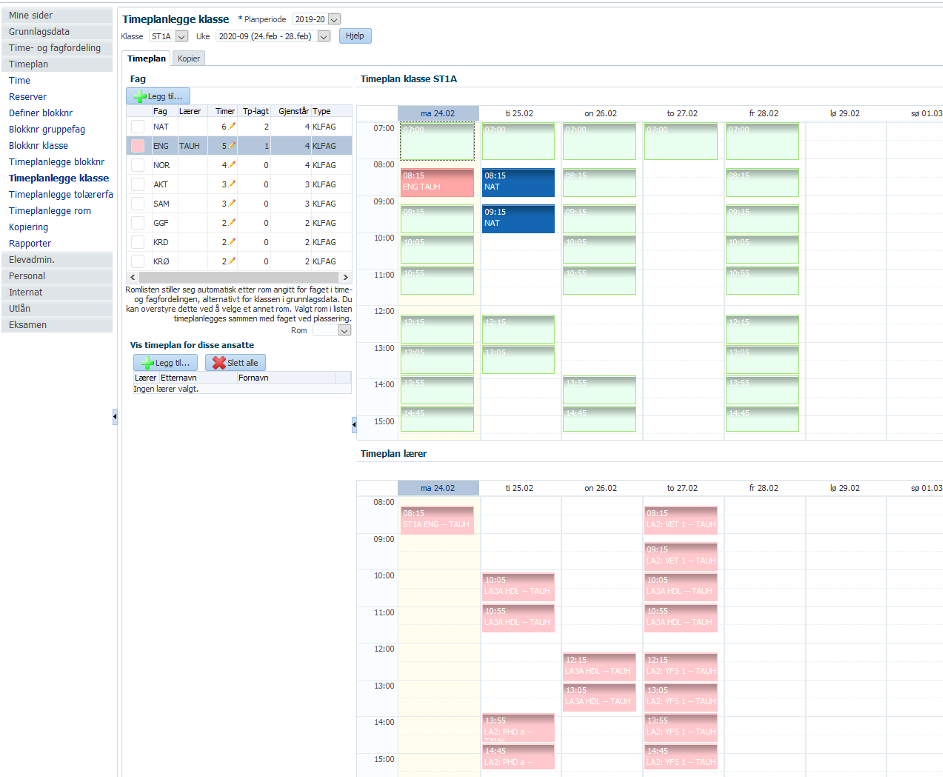 Mine sider
Grunnlagsdata
Time- og fagfordeling
Timeplan
Time
Reserver
Definer blokknr
Blokknr gruppefag
Blokknr klasse
Timeplanlegge blokknr
Timeplanlegge klasse
Timeplanlegge tolærerfa
Timeplanlegge rom
Kopiering
Rapporter
Elevadmin.
Personal
Internat
Utlån
Eksamen
Timeplanlegge klasse * Planperiode 2019-20
Klasse ST1A Uke 2020-09 (24.feb - 28.feb) Hjelp
Timeplan Kopier
Fag
Legg til...
Fag Lærer Timer Tp-lagt Gjenstår Type
NAT 6 2 4 KLFAG
ENG TAUH 5 1 4 KLFAG
NOR 4 0 4 KLFAG
AKT 3 0 3 KLFAG
SAM 3 0 3 KLFAG
GGF 2 0 2 KLFAG
KRD 2 0 2 KLFAG
KRØ 2 0 2 KLFAG
Romlisten stiller seg automatisk etter rom angitt for faget i time-
og fagfordelingen, alternativt for klassen i grunnlagsdata. Du
kan overstyre dette ved å velge et annet rom. Valgt rom i listen
timeplanlegges sammen med faget ved plassering.
Rom
Vis timeplan for disse ansatte
Legg til... Slett alle
Lærer Etternavn Fornavn
Ingen lærer valgt.
Timeplan klasse ST1A
ma 24.02 ti 25.02 on 26.02 to 27.02 fr 28.02 lø 29.02 sø 01.03
07:00 07:00 07:00 07:00 07:00 07:00
08:00
08:15 08:15 08:15 08:15
ENG TAUH NAT
09:00
09:15 09:15 09:15 09:15
NAT
10:00 10:05 10:05 10:05
11:00 10:55 10:55 10:55
12:00
12:15 12:15 12:15
13:00 13:05 13:05 13:05
14:00 13:55 13:55 13:55
15:00 14:45 14:45 14:45
Timeplan lærer
ma 24.02 ti 25.02 on 26.02 to 27.02 fr 28.02 lø 29.02 sø 01.03
08:00
08:15 08:15
ST1A ENG -- TAUH LA2: VET 1 -- TAUH
09:00
09:15
LA2: VET 1 -- TAUH
10:00 10:05 10:05
LA3A HDL -- TAUH LA3A HDL -- TAUH
11:00 10:55 10:55
LA3A HDL -- TAUH LA3A HDL -- TAUH
12:00
12:15 12:15
LA3A HDL -- TAUH LA2: YF5 1 -- TAUH
13:00 13:05 13:05
LA3A HDL -- TAUH LA2: YF5 1 -- TAUH
14:00 13:55 13:55
LA2: PHD a -- LA2: YF5 1 -- TAUH
TAUH
15:00 14:45 14:45
LA2: PHD a -- LA2: YF5 1 -- TAUH